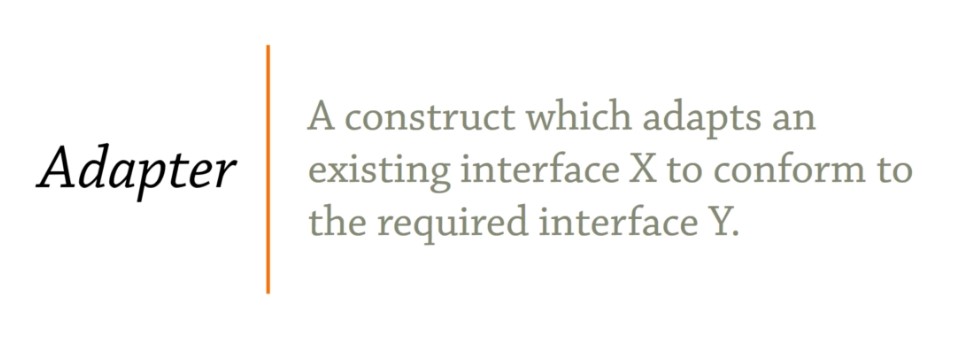 Adapter
A construct which adapts an
existing interface X to conform to
the required interface Y.